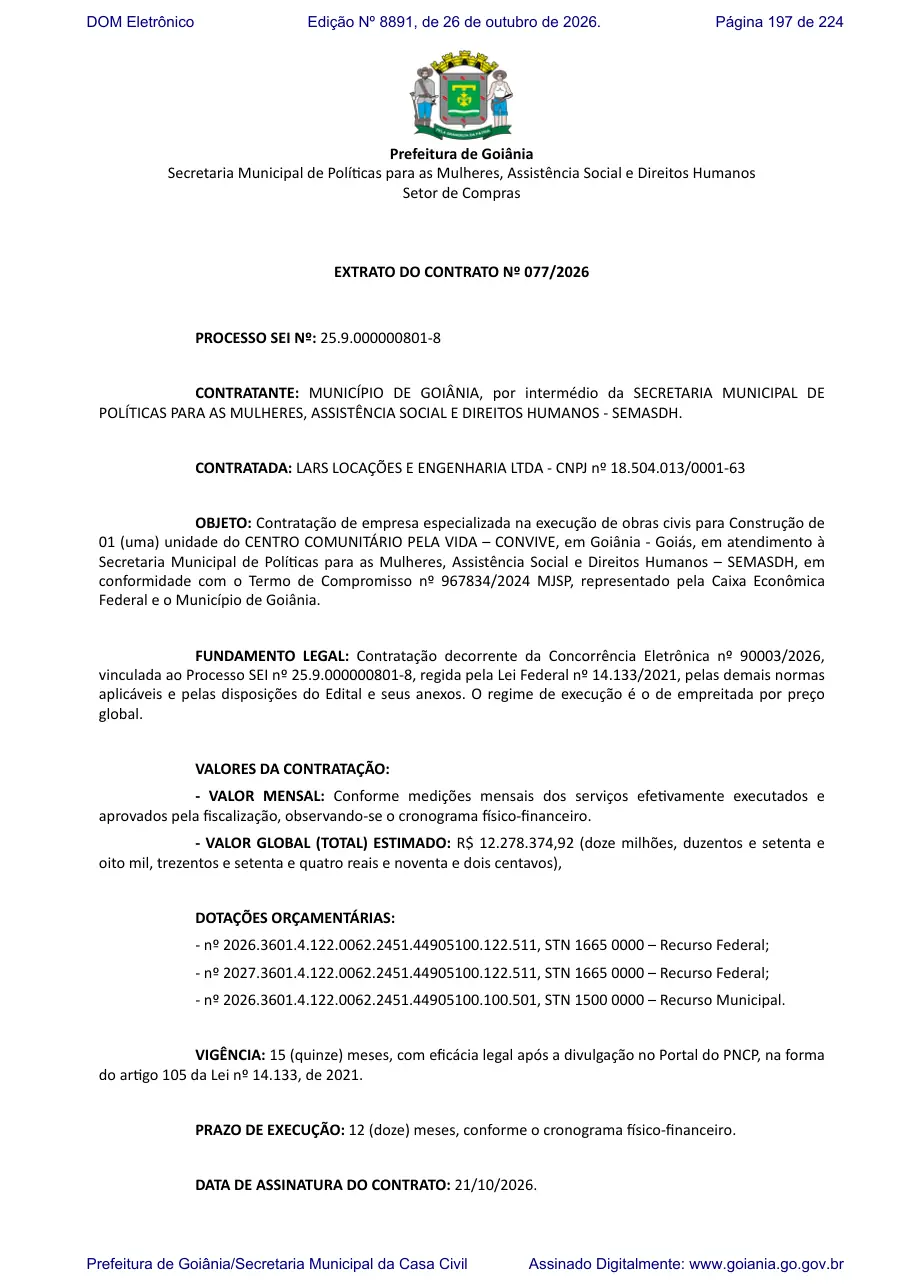 DOM Eletrônico Edição Nº 8891, de 26 de outubro de 2026. Página 197 de 224
PELA GRANDEZA DA PÁTRIA
Prefeitura de Goiânia
Secretaria Municipal de Políticas para as Mulheres, Assistência Social e Direitos Humanos
Setor de Compras
EXTRATO DO CONTRATO Nº 077/2026
PROCESSO SEI Nº: 25.9.000000801-8
CONTRATANTE: MUNICÍPIO DE GOIÂNIA, por intermédio da SECRETARIA MUNICIPAL DE
POLÍTICAS PARA AS MULHERES, ASSISTÊNCIA SOCIAL E DIREITOS HUMANOS - SEMASDH.
CONTRATADA: LARS LOCAÇÕES E ENGENHARIA LTDA - CNPJ nº 18.504.013/0001-63
OBJETO: Contratação de empresa especializada na execução de obras civis para Construção de
01 (uma) unidade do CENTRO COMUNITÁRIO PELA VIDA – CONVIVE, em Goiânia - Goiás, em atendimento à
Secretaria Municipal de Políticas para as Mulheres, Assistência Social e Direitos Humanos – SEMASDH, em
conformidade com o Termo de Compromisso nº 967834/2024 MJSP, representado pela Caixa Econômica
Federal e o Município de Goiânia.
FUNDAMENTO LEGAL: Contratação decorrente da Concorrência Eletrônica nº 90003/2026,
vinculada ao Processo SEI nº 25.9.000000801-8, regida pela Lei Federal nº 14.133/2021, pelas demais normas
aplicáveis e pelas disposições do Edital e seus anexos. O regime de execução é o de empreitada por preço
global.
VALORES DA CONTRATAÇÃO:
- VALOR MENSAL: Conforme medições mensais dos serviços efetivamente executados e
aprovados pela fiscalização, observando-se o cronograma físico-financeiro.
- VALOR GLOBAL (TOTAL) ESTIMADO: R$ 12.278.374,92 (doze milhões, duzentos e setenta e
oito mil, trezentos e setenta e quatro reais e noventa e dois centavos),
DOTAÇÕES ORÇAMENTÁRIAS:
- nº 2026.3601.4.122.0062.2451.44905100.122.511, STN 1665 0000 – Recurso Federal;
- nº 2027.3601.4.122.0062.2451.44905100.122.511, STN 1665 0000 – Recurso Federal;
- nº 2026.3601.4.122.0062.2451.44905100.100.501, STN 1500 0000 – Recurso Municipal.
VIGÊNCIA: 15 (quinze) meses, com eficácia legal após a divulgação no Portal do PNCP, na forma
do artigo 105 da Lei nº 14.133, de 2021.
PRAZO DE EXECUÇÃO: 12 (doze) meses, conforme o cronograma físico-financeiro.
DATA DE ASSINATURA DO CONTRATO: 21/10/2026.
Prefeitura de Goiânia/Secretaria Municipal da Casa Civil Assinado Digitalmente: www.goiania.go.gov.br